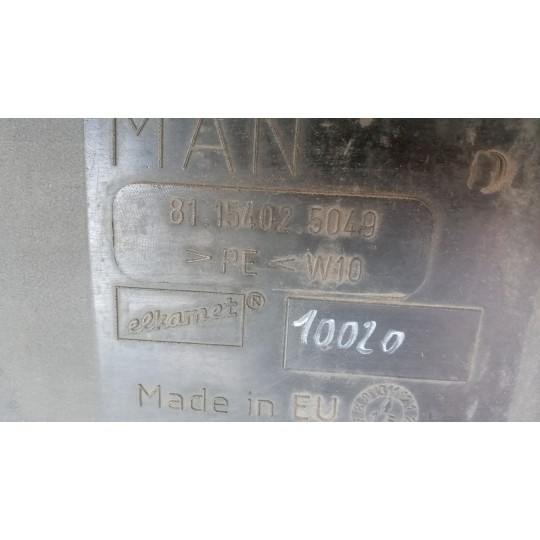 MAN
81.15402.5049
>PE< W10
elkamet®
10020
Made in EU